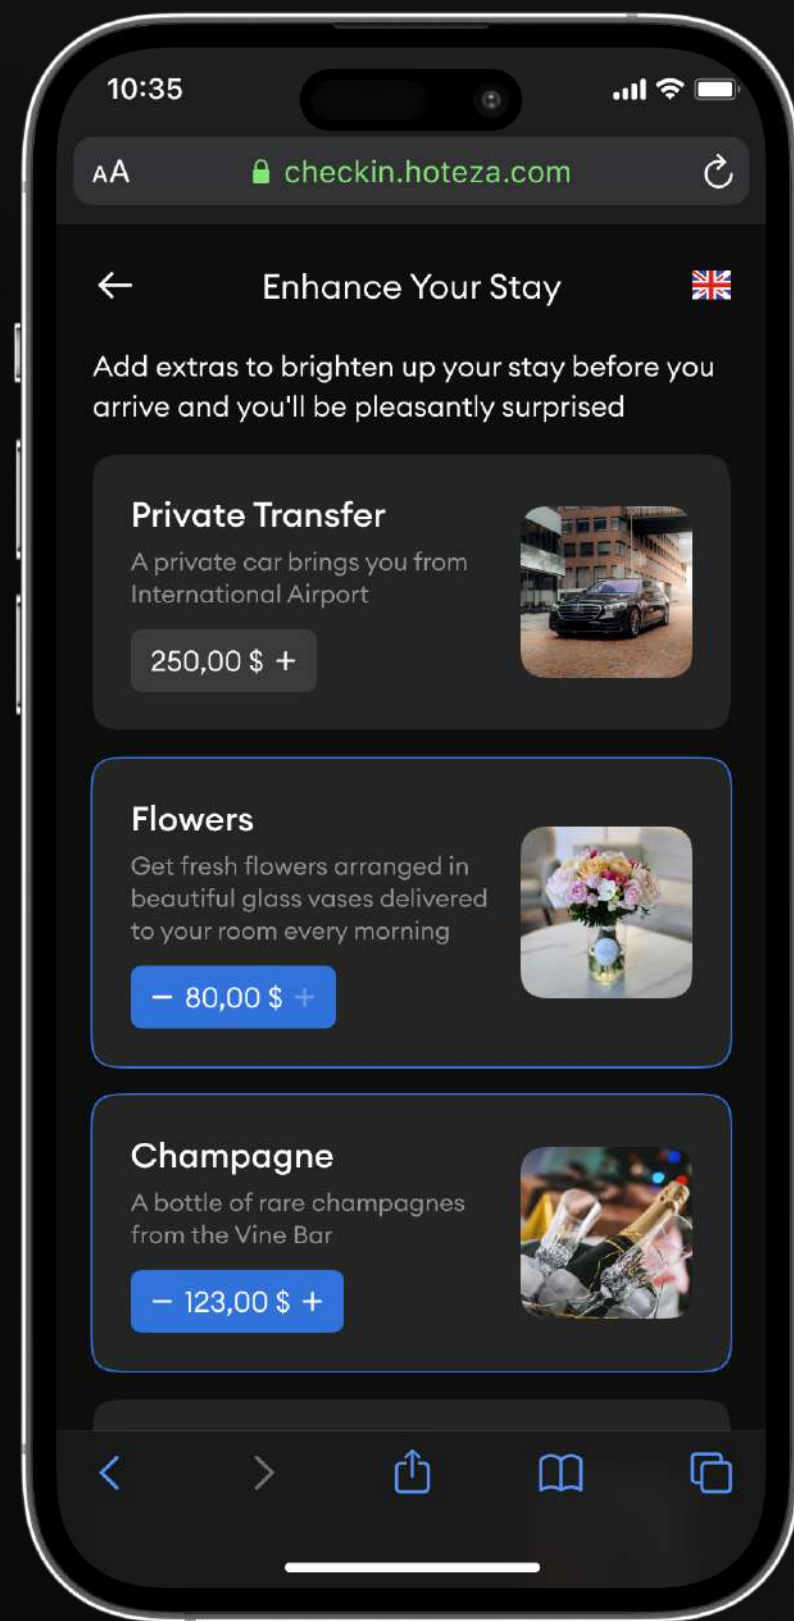 10:35
AA
checkin.hoteza.com
Enhance Your Stay
Add extras to brighten up your stay before you
arrive and you'll be pleasantly surprised
Private Transfer
A private car brings you from
International Airport
250,00 $ +
Flowers
Get fresh flowers arranged in
beautiful glass vases delivered
to your room every morning
− 80,00 $ +
Champagne
A bottle of rare champagnes
from the Vine Bar
− 123,00 $ +